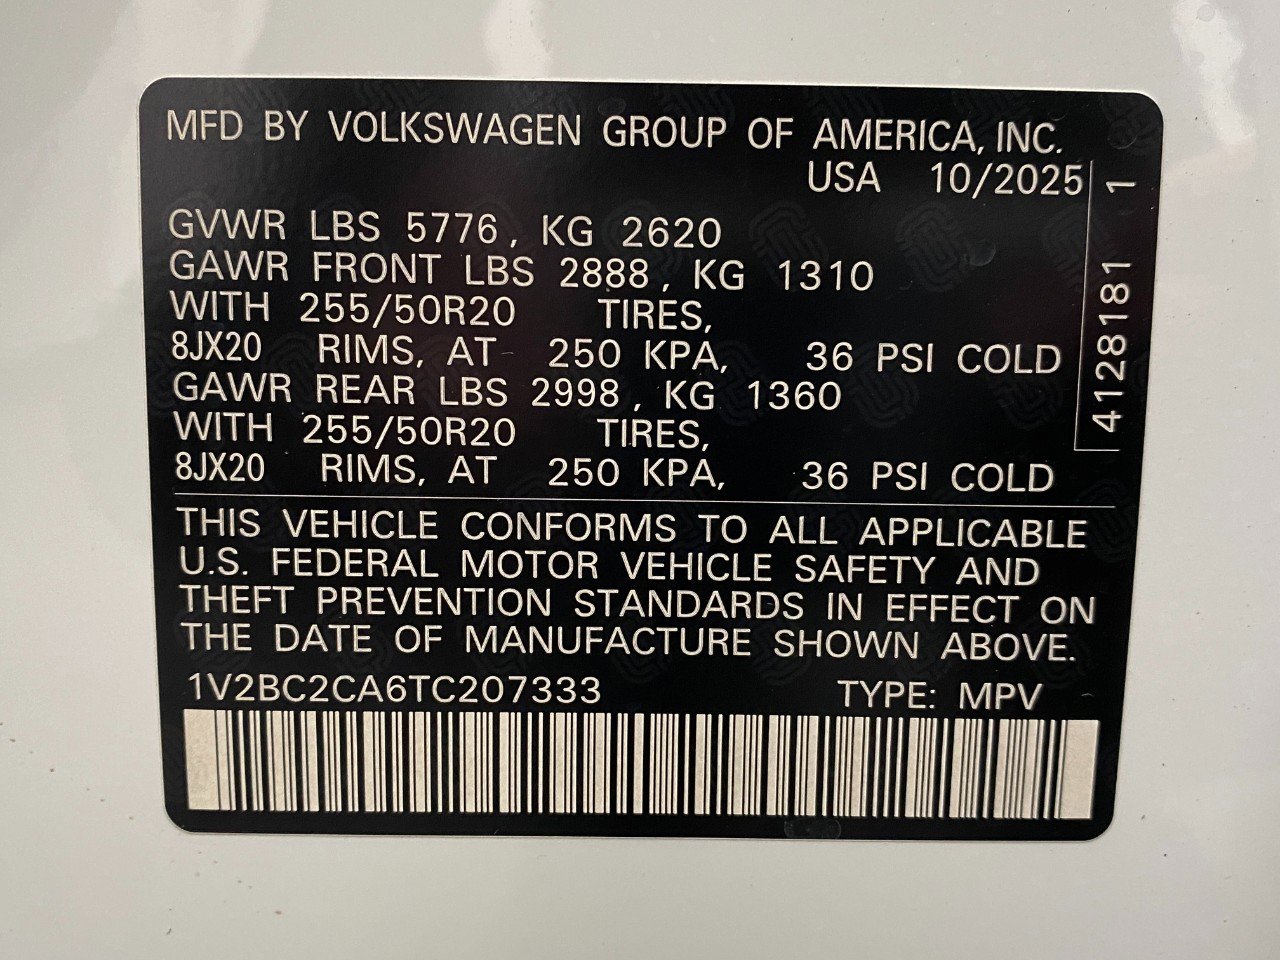 MFD BY VOLKSWAGEN GROUP OF AMERICA, INC.
USA 10/2025
GVWR LBS 5776, KG 2620
GAWR FRONT LBS 2888, KG 1310
WITH 255/50R20 TIRES,
8JX20 RIMS, AT 250 KPA, 36 PSI COLD
GAWR REAR LBS 2998, KG 1360
WITH 255/50R20 TIRES,
8JX20 RIMS, AT 250 KPA, 36 PSI COLD
4128181 1
THIS VEHICLE CONFORMS TO ALL APPLICABLE
U.S. FEDERAL MOTOR VEHICLE SAFETY AND
THEFT PREVENTION STANDARDS IN EFFECT ON
THE DATE OF MANUFACTURE SHOWN ABOVE.
1V2BC2CA6TC207333 TYPE: MPV